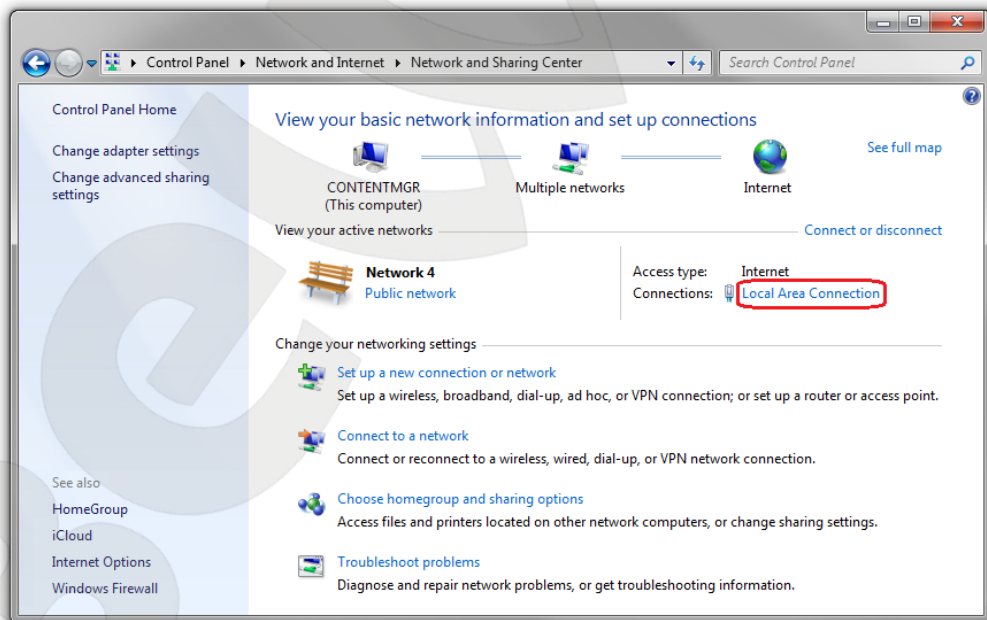 Control Panel ▸ Network and Internet ▸ Network and Sharing Center
Search Control Panel
Control Panel Home
Change adapter settings
Change advanced sharing
settings
View your basic network information and set up connections
See full map
CONTENTMGR
(This computer)
Multiple networks
Internet
View your active networks
Connect or disconnect
Network 4
Public network
Access type: Internet
Connections: Local Area Connection
Change your networking settings
Set up a new connection or network
Set up a wireless, broadband, dial-up, ad hoc, or VPN connection; or set up a router or access point.
Connect to a network
Connect or reconnect to a wireless, wired, dial-up, or VPN network connection.
Choose homegroup and sharing options
Access files and printers located on other network computers, or change sharing settings.
Troubleshoot problems
Diagnose and repair network problems, or get troubleshooting information.
See also
HomeGroup
iCloud
Internet Options
Windows Firewall